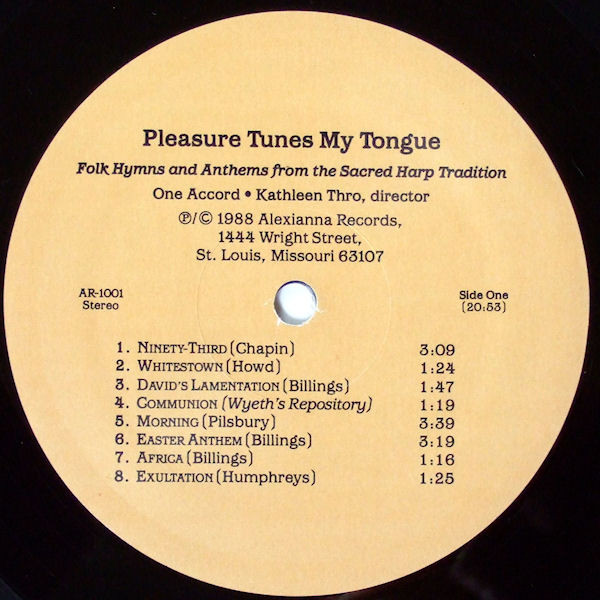 Pleasure Tunes My Tongue
Folk Hymns and Anthems from the Sacred Harp Tradition
One Accord • Kathleen Thro, director
℗/© 1988 Alexianna Records,
1444 Wright Street,
St. Louis, Missouri 63107
AR-1001 Side One
Stereo (20:53)
1. NINETY-THIRD (Chapin) 3:09
2. WHITESTOWN (Howd) 1:24
3. DAVID'S LAMENTATION (Billings) 1:47
4. COMMUNION (Wyeth's Repository) 1:19
5. MORNING (Pilsbury) 3:39
6. EASTER ANTHEM (Billings) 3:19
7. AFRICA (Billings) 1:16
8. EXULTATION (Humphreys) 1:25